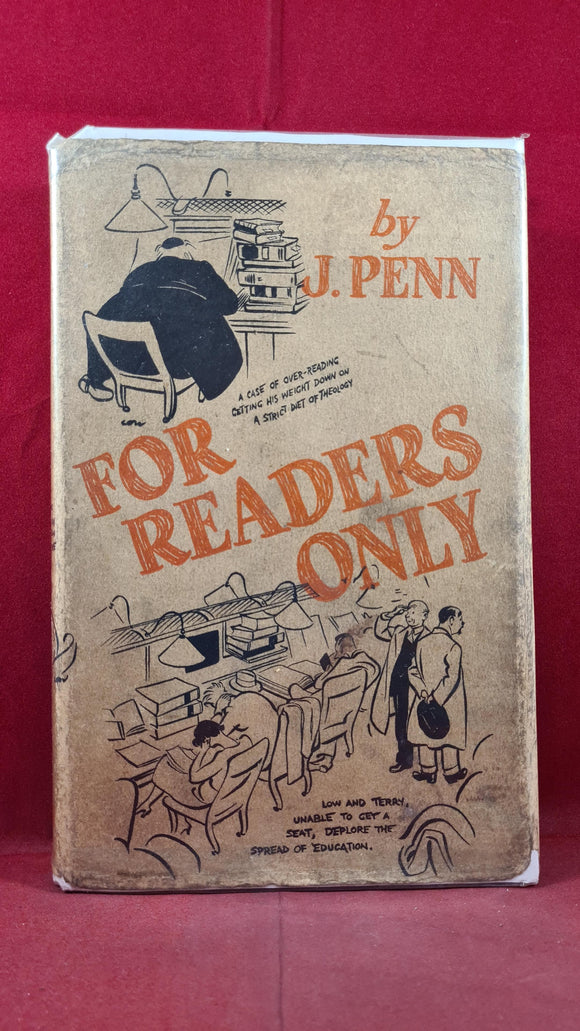 by
J. PENN
A CASE OF OVER-READING
GETTING HIS WEIGHT DOWN ON
A STRICT DIET OF THEOLOGY
Low
FOR
READERS
ONLY
LOW AND TERRY,
UNABLE TO GET A
SEAT, DEPLORE THE
SPREAD OF EDUCATION.